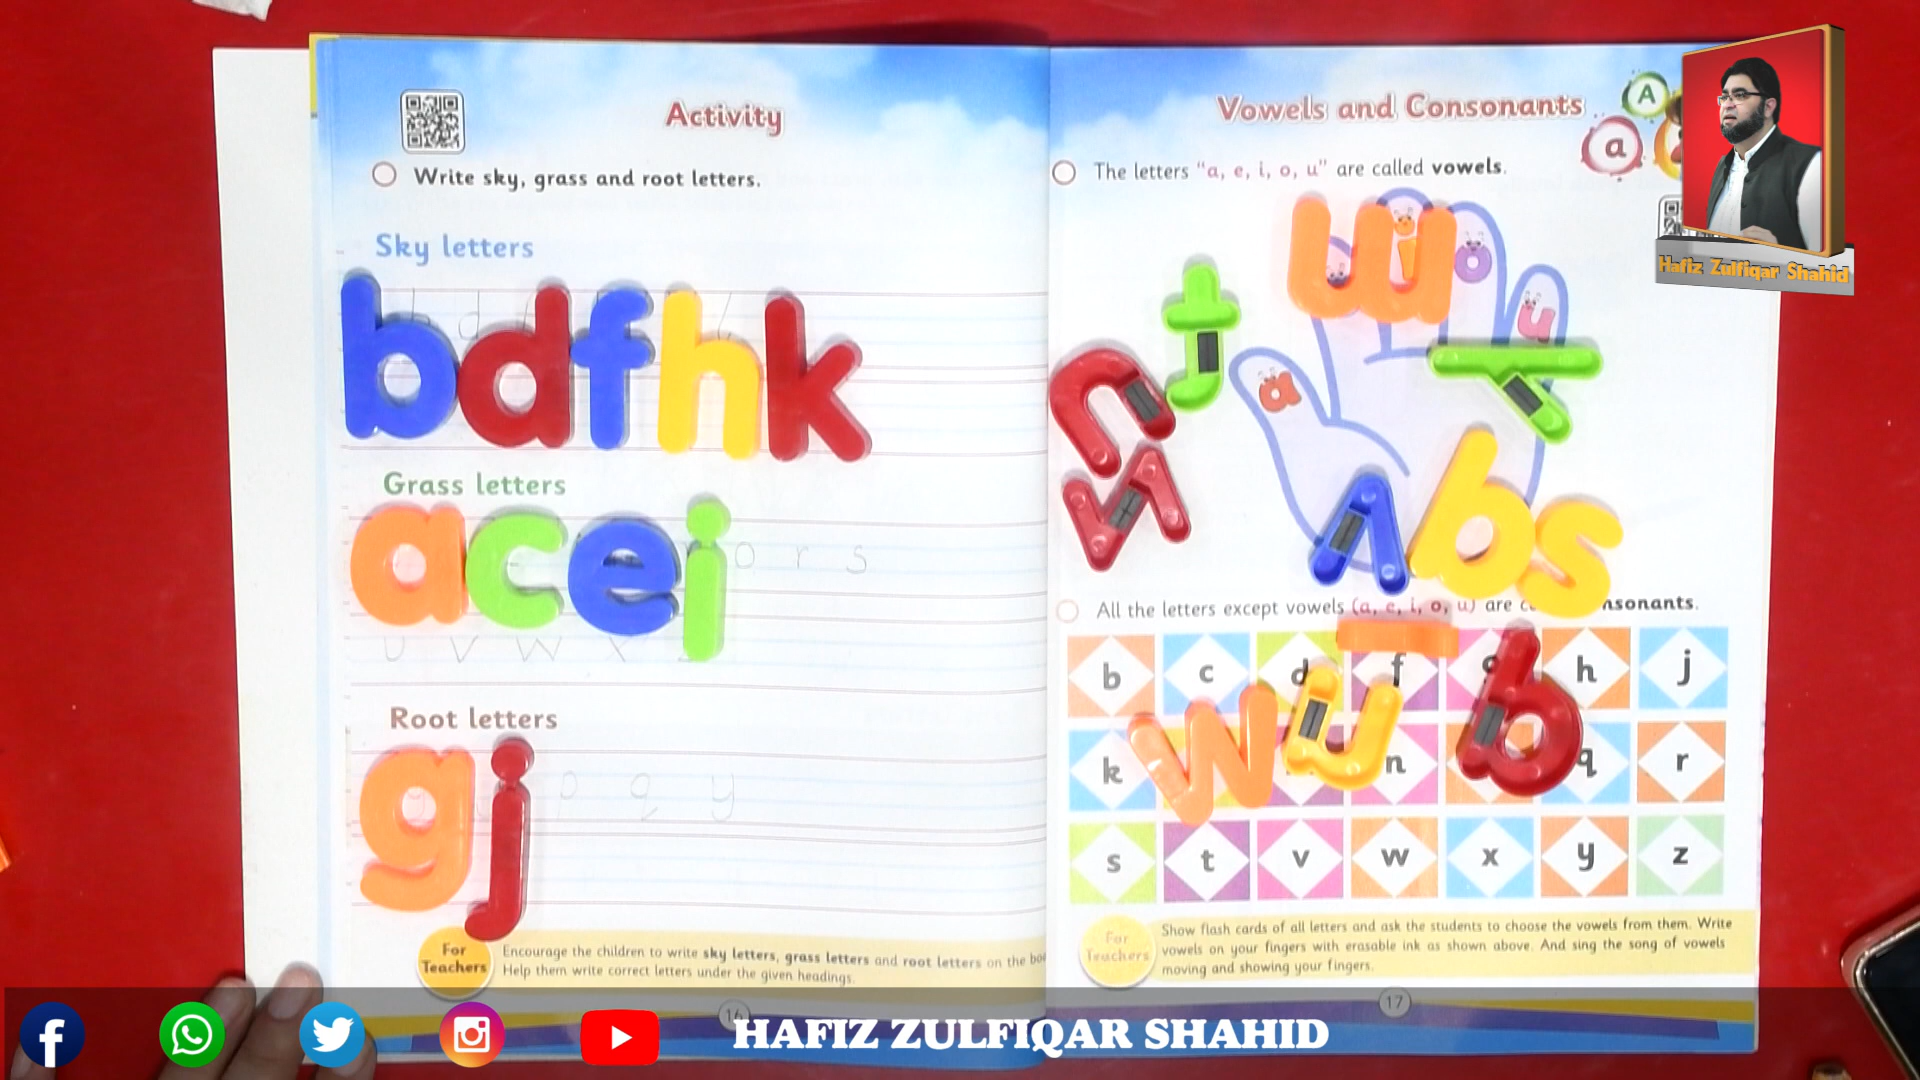 Activity
Write sky, grass and root letters.
Sky letters
b d f h k
Grass letters
a c e i o r s
u v w x
Root letters
g j p q y
For Teachers
Encourage the children to write sky letters, grass letters and root letters on the
Help them write correct letters under the given headings.
16
Vowels and Consonants
A
a
The letters "a, e, i, o, u" are called vowels.
w i o u
t
a
b s
All the letters except vowels (a, e, i, o, u) are
b c d f g h j
k n q r
w b
s t v w x y z
For Teachers
Show flash cards of all letters and ask the students to choose the vowels from them. Write
vowels on your fingers with erasable ink as shown above. And sing the song of vowels
moving and showing your fingers.
17
Hafiz Zulfiqar Shahid
HAFIZ ZULFIQAR SHAHID